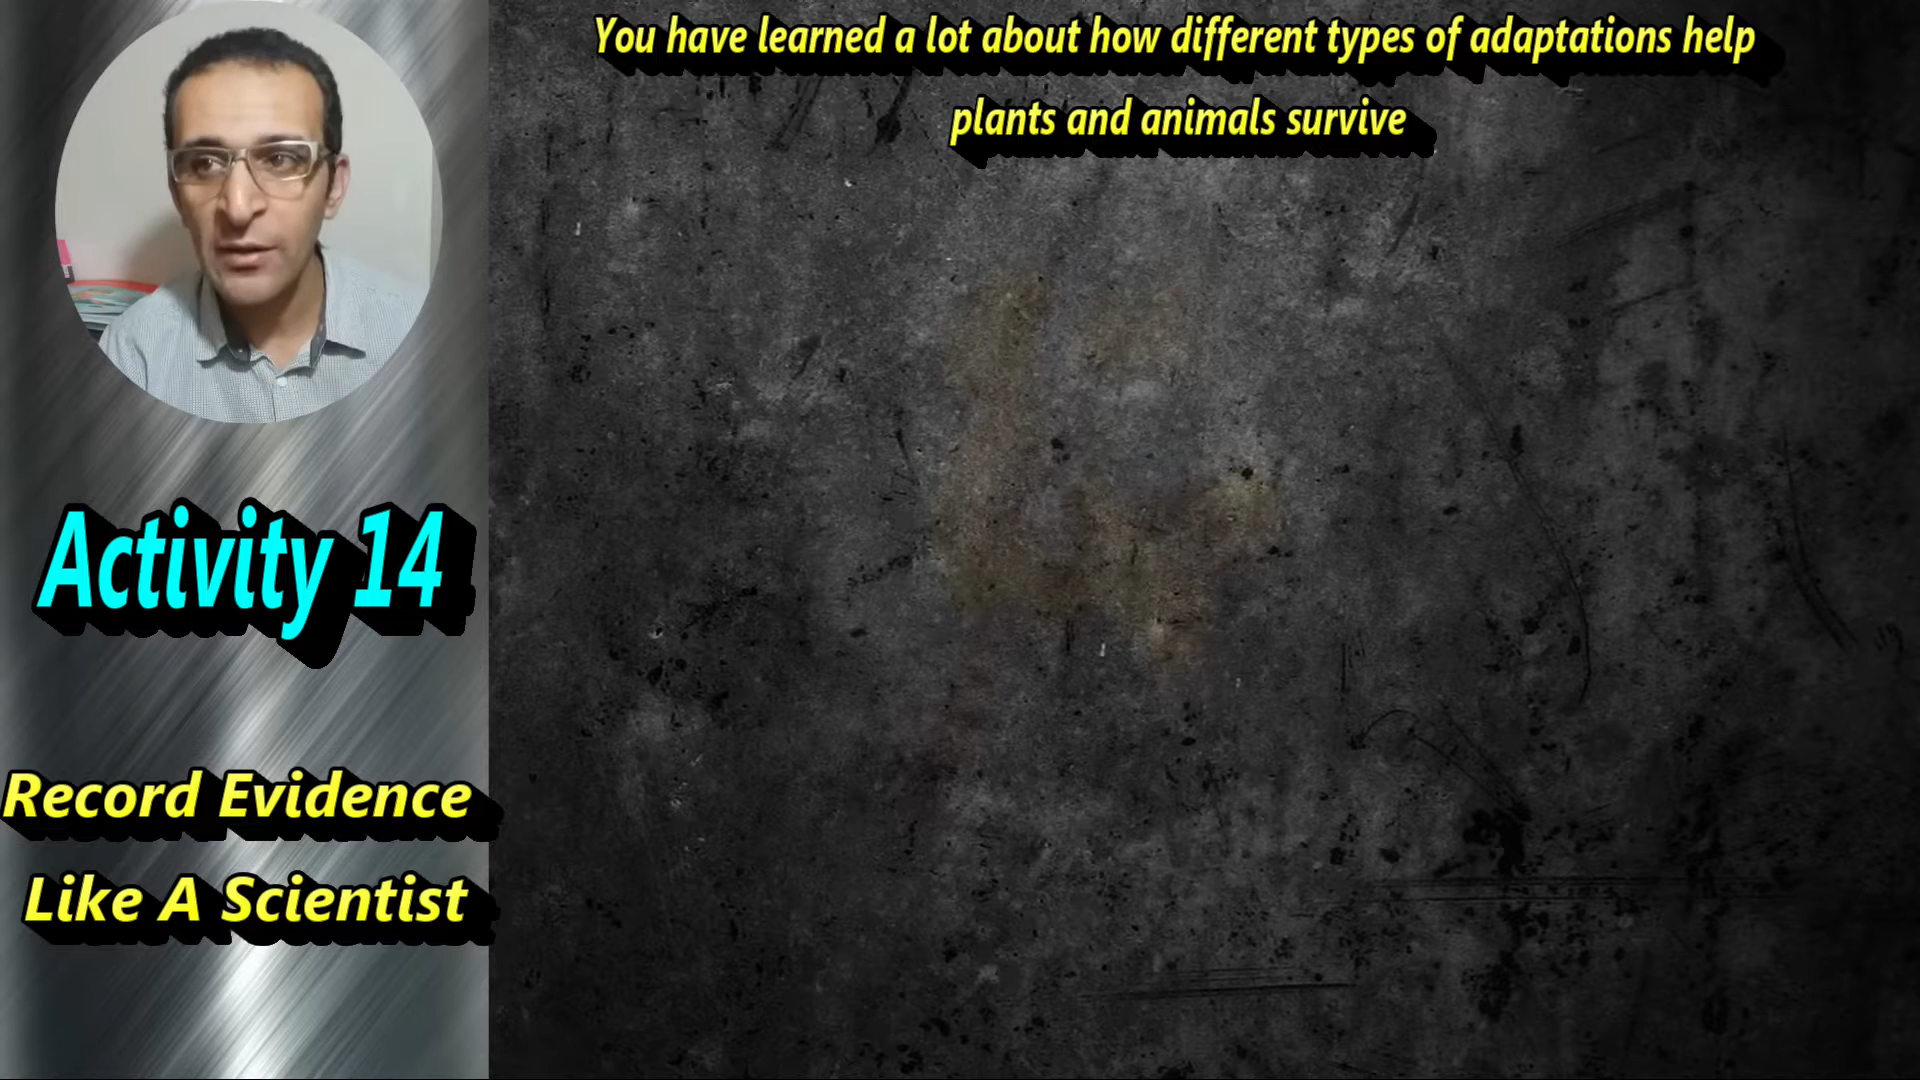 You have learned a lot about how different types of adaptations help
plants and animals survive
Activity 14
Record Evidence
Like A Scientist